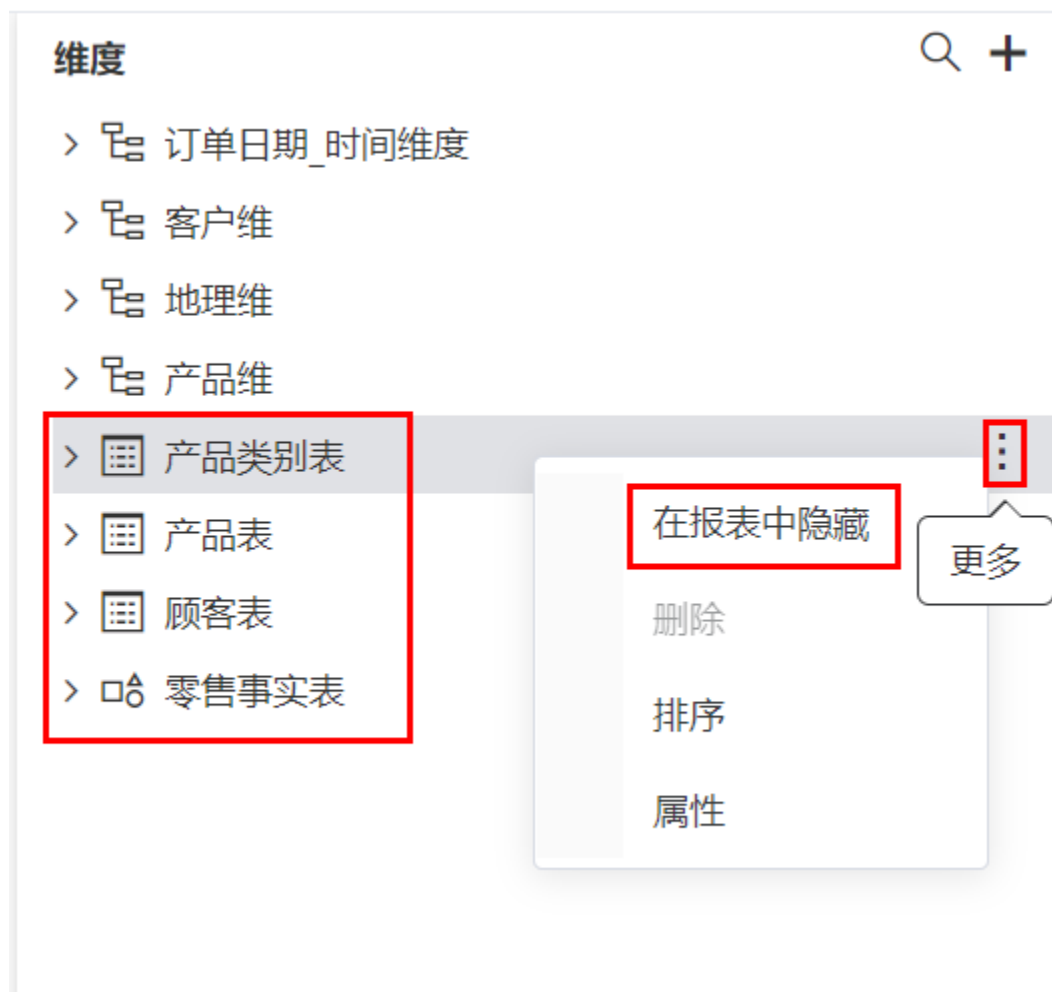 维度
订单日期_时间维度
客户维
地理维
产品维
产品类别表
在报表中隐藏
更多
产品表
删除
顾客表
零售事实表
排序
属性